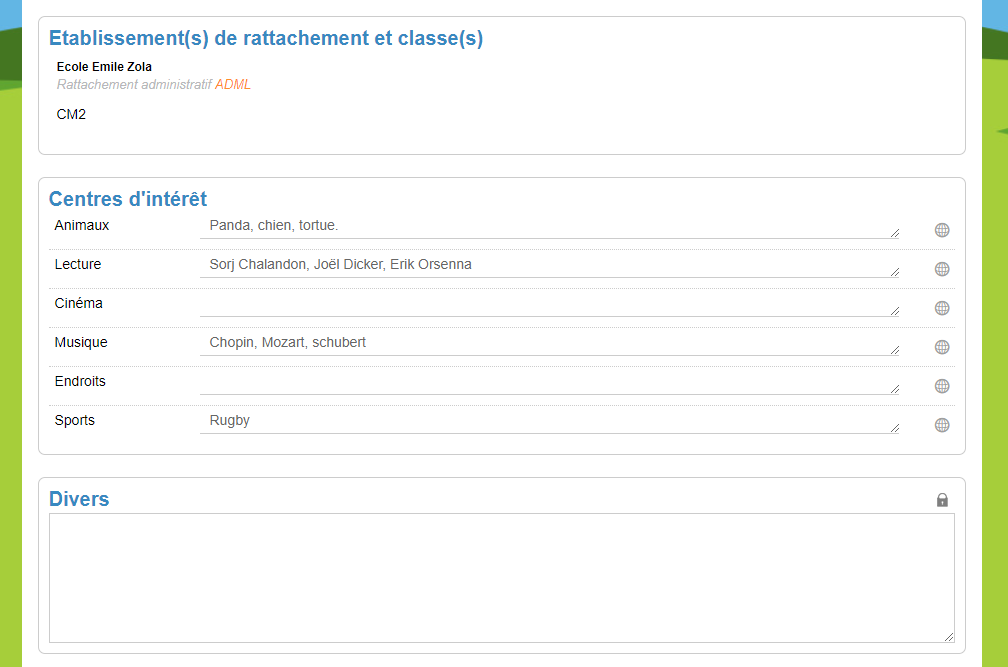 Etablissement(s) de rattachement et classe(s)
Ecole Emile Zola
Rattachement administratif ADML
CM2
Centres d'intérêt
Animaux Panda, chien, tortue.
Lecture Sorj Chalandon, Joël Dicker, Erik Orsenna
Cinéma
Musique Chopin, Mozart, schubert
Endroits
Sports Rugby
Divers